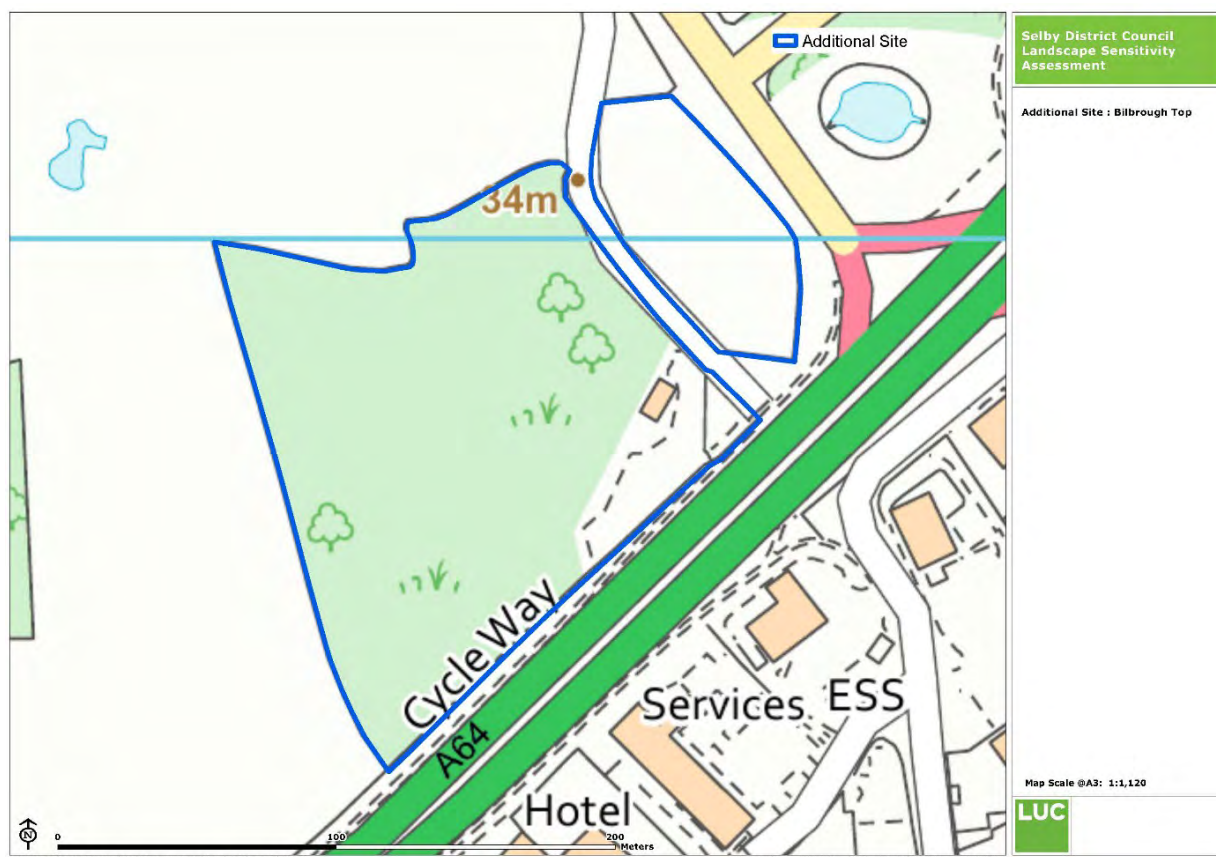 Additional Site
Selby District Council
Landscape Sensitivity
Assessment
Additional Site : Bilbrough Top
34m
Cycle Way
A64
Services
ESS
Hotel
Map Scale @A3: 1:1,120
LUC
N
0
100
200
Meters